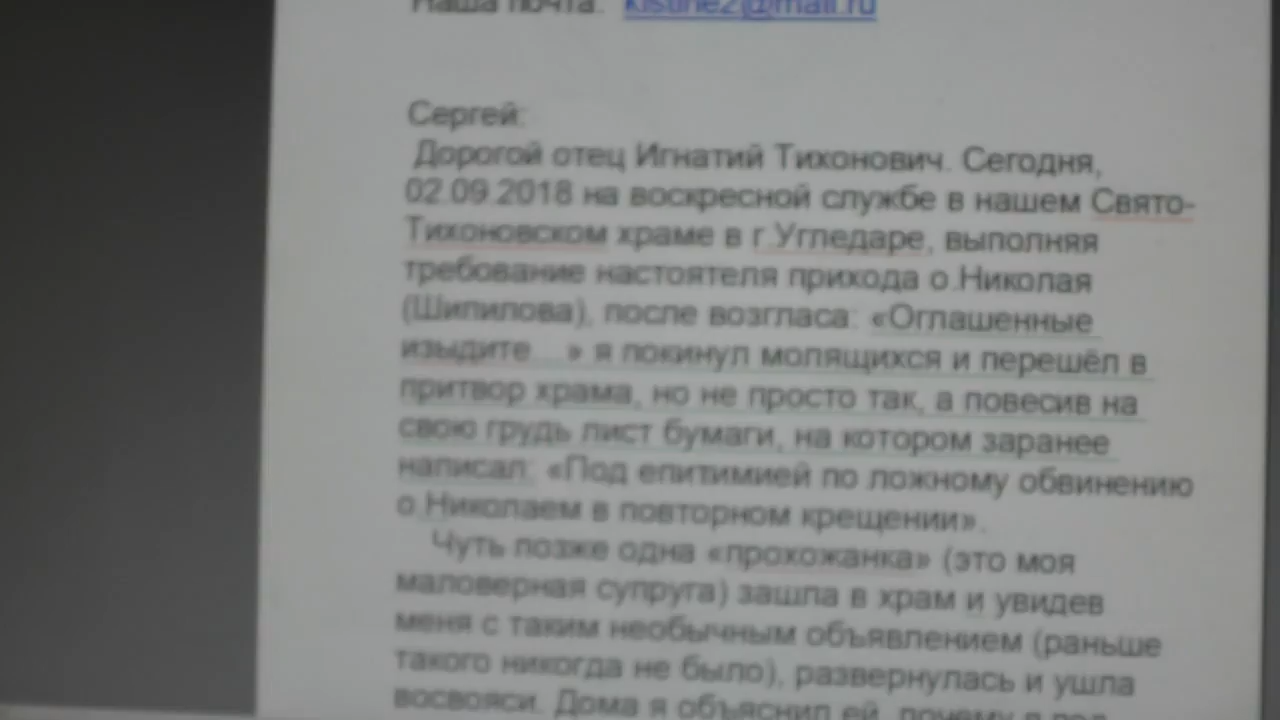 Наша почта: kistine2@mail.ru
Сергей:
Дорогой отец Игнатий Тихонович. Сегодня,
02.09.2018 на воскресной службе в нашем Свято-
Тихоновском храме в г.Угледаре, выполняя
требование настоятеля прихода о.Николая
(Шипилова), после возгласа: «Оглашенные
изыдите...» я покинул молящихся и перешёл в
притвор храма, но не просто так, а повесив на
свою грудь лист бумаги, на котором заранее
написал: «Под епитимией по ложному обвинению
о.Николаем в повторном крещении».
Чуть позже одна «прохожанка» (это моя
маловерная супруга) зашла в храм и увидев
меня с таким необычным объявлением (раньше
такого никогда не было), развернулась и ушла
восвояси. Дома я объяснил ей, почему я под